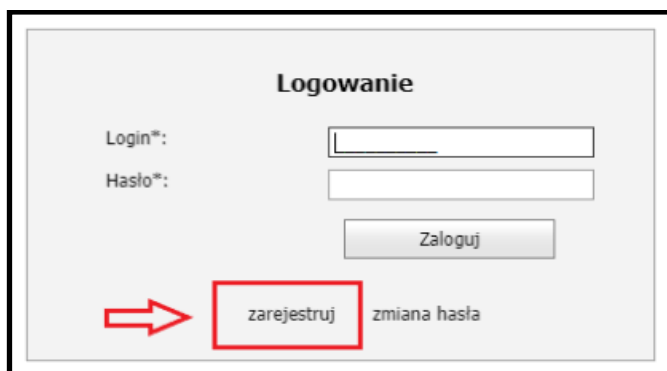 Logowanie
Login*:
Hasło*:
Zaloguj
zarejestruj zmiana hasła